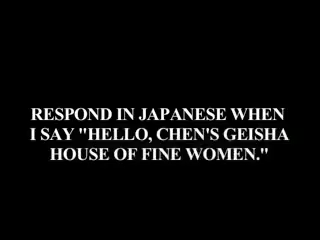 RESPOND IN JAPANESE WHEN
I SAY "HELLO, CHEN'S GEISHA
HOUSE OF FINE WOMEN."